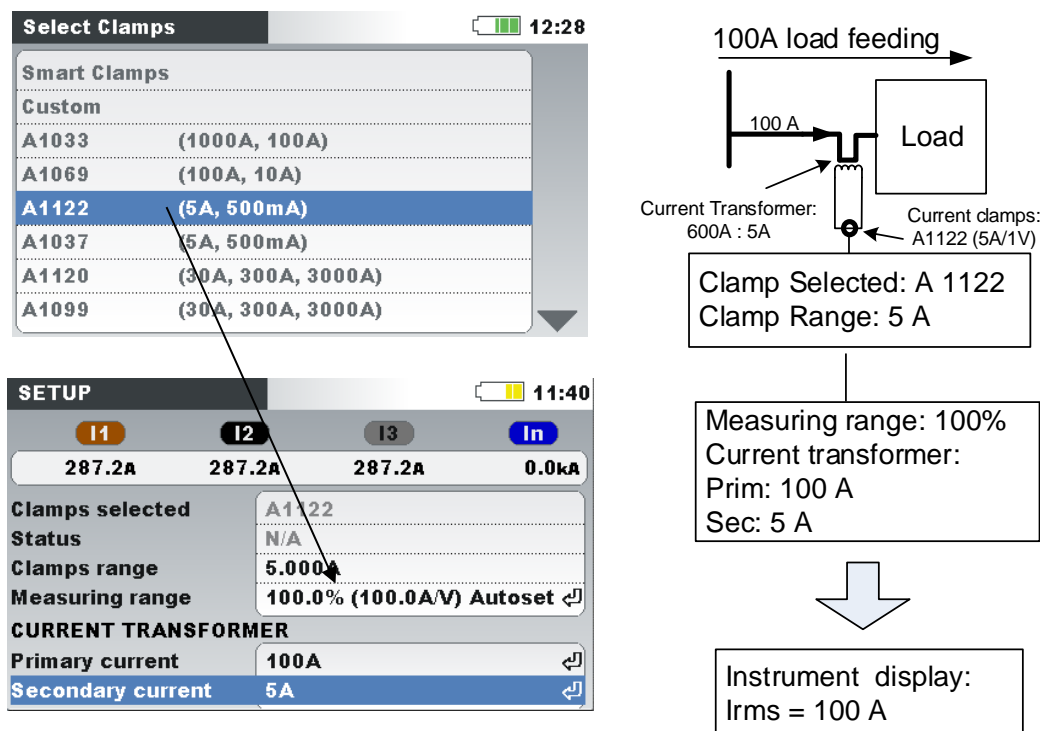 Select Clamps 12:28
Smart Clamps
Custom
A1033 (1000A, 100A)
A1069 (100A, 10A)
A1122 (5A, 500mA)
A1037 (5A, 500mA)
A1120 (30A, 300A, 3000A)
A1099 (30A, 300A, 3000A)
SETUP 11:40
I1 I2 I3 In
287.2A 287.2A 287.2A 0.0kA
Clamps selected A1122
Status N/A
Clamps range 5.000A
Measuring range 100.0% (100.0A/V) Autoset
CURRENT TRANSFORMER
Primary current 100A
Secondary current 5A
100A load feeding
100 A
Load
Current Transformer:
600A : 5A
Current clamps:
A1122 (5A/1V)
Clamp Selected: A 1122
Clamp Range: 5 A
Measuring range: 100%
Current transformer:
Prim: 100 A
Sec: 5 A
Instrument display:
Irms = 100 A